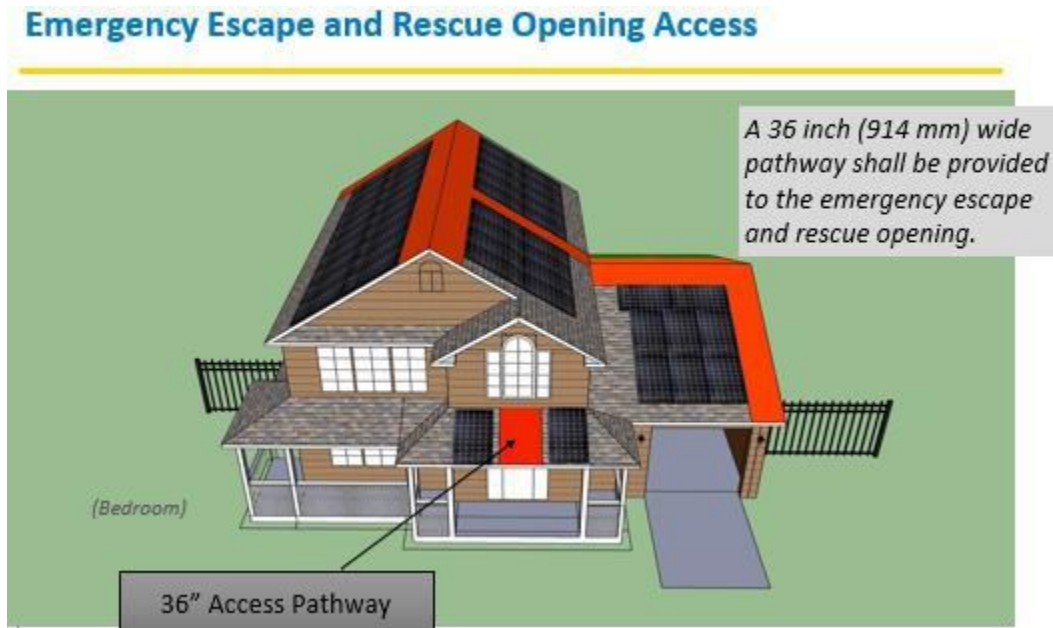 Emergency Escape and Rescue Opening Access
A 36 inch (914 mm) wide
pathway shall be provided
to the emergency escape
and rescue opening.
(Bedroom)
36” Access Pathway